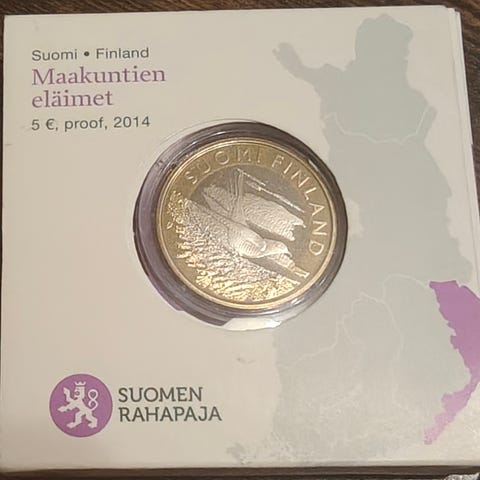 Suomi • Finland
Maakuntien
eläimet
5 €, proof, 2014
SUOMI FINLAND
SUOMEN
RAHAPAJA